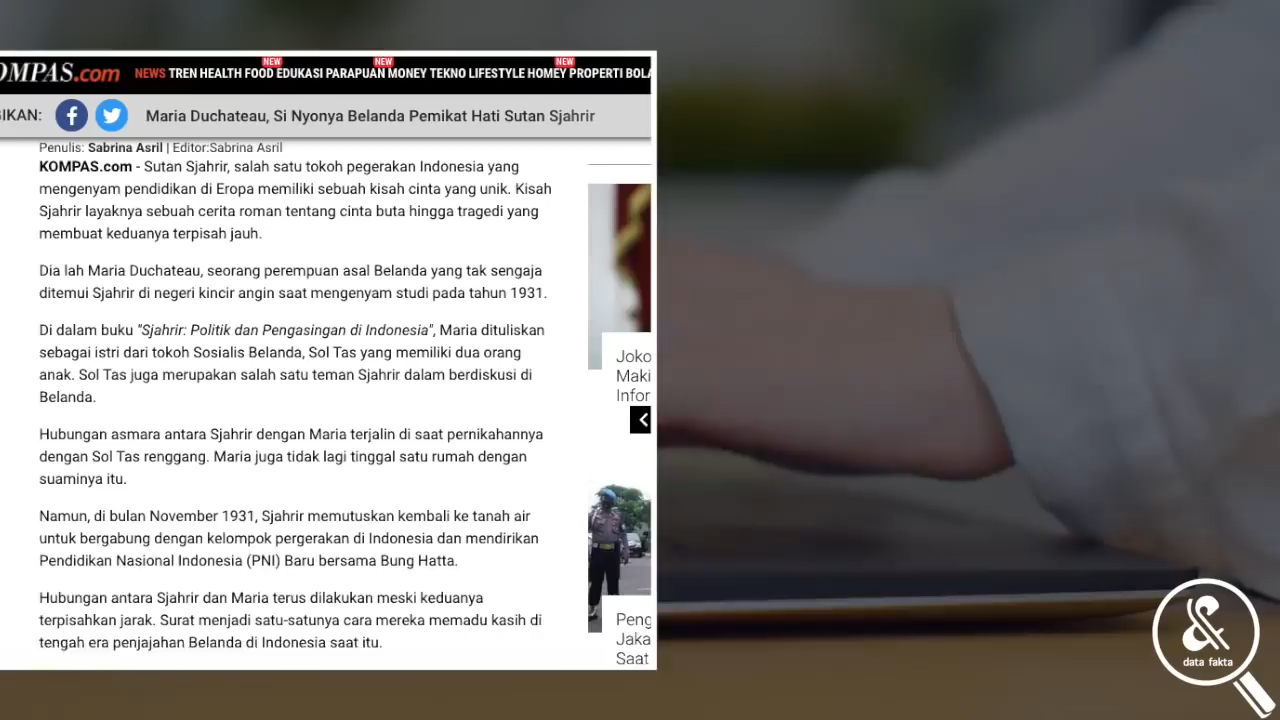 OMPAS.com NEWS TREN HEALTH FOOD EDUKASI PARAPUAN MONEY TEKNO LIFESTYLE HOMEY PROPERTI BOLA
NEW NEW NEW
GIKAN: Maria Duchateau, Si Nyonya Belanda Pemikat Hati Sutan Sjahrir
Penulis: Sabrina Asril | Editor:Sabrina Asril
KOMPAS.com - Sutan Sjahrir, salah satu tokoh pegerakan Indonesia yang
mengenyam pendidikan di Eropa memiliki sebuah kisah cinta yang unik. Kisah
Sjahrir layaknya sebuah cerita roman tentang cinta buta hingga tragedi yang
membuat keduanya terpisah jauh.
Dia lah Maria Duchateau, seorang perempuan asal Belanda yang tak sengaja
ditemui Sjahrir di negeri kincir angin saat mengenyam studi pada tahun 1931.
Di dalam buku "Sjahrir: Politik dan Pengasingan di Indonesia", Maria dituliskan
sebagai istri dari tokoh Sosialis Belanda, Sol Tas yang memiliki dua orang
anak. Sol Tas juga merupakan salah satu teman Sjahrir dalam berdiskusi di
Belanda.
Hubungan asmara antara Sjahrir dengan Maria terjalin di saat pernikahannya
dengan Sol Tas renggang. Maria juga tidak lagi tinggal satu rumah dengan
suaminya itu.
Namun, di bulan November 1931, Sjahrir memutuskan kembali ke tanah air
untuk bergabung dengan kelompok pergerakan di Indonesia dan mendirikan
Pendidikan Nasional Indonesia (PNI) Baru bersama Bung Hatta.
Hubungan antara Sjahrir dan Maria terus dilakukan meski keduanya
terpisahkan jarak. Surat menjadi satu-satunya cara mereka memadu kasih di
tengah era penjajahan Belanda di Indonesia saat itu.
Joko
Maki
Infor
Peng
Jaka
Saat
& data fakta